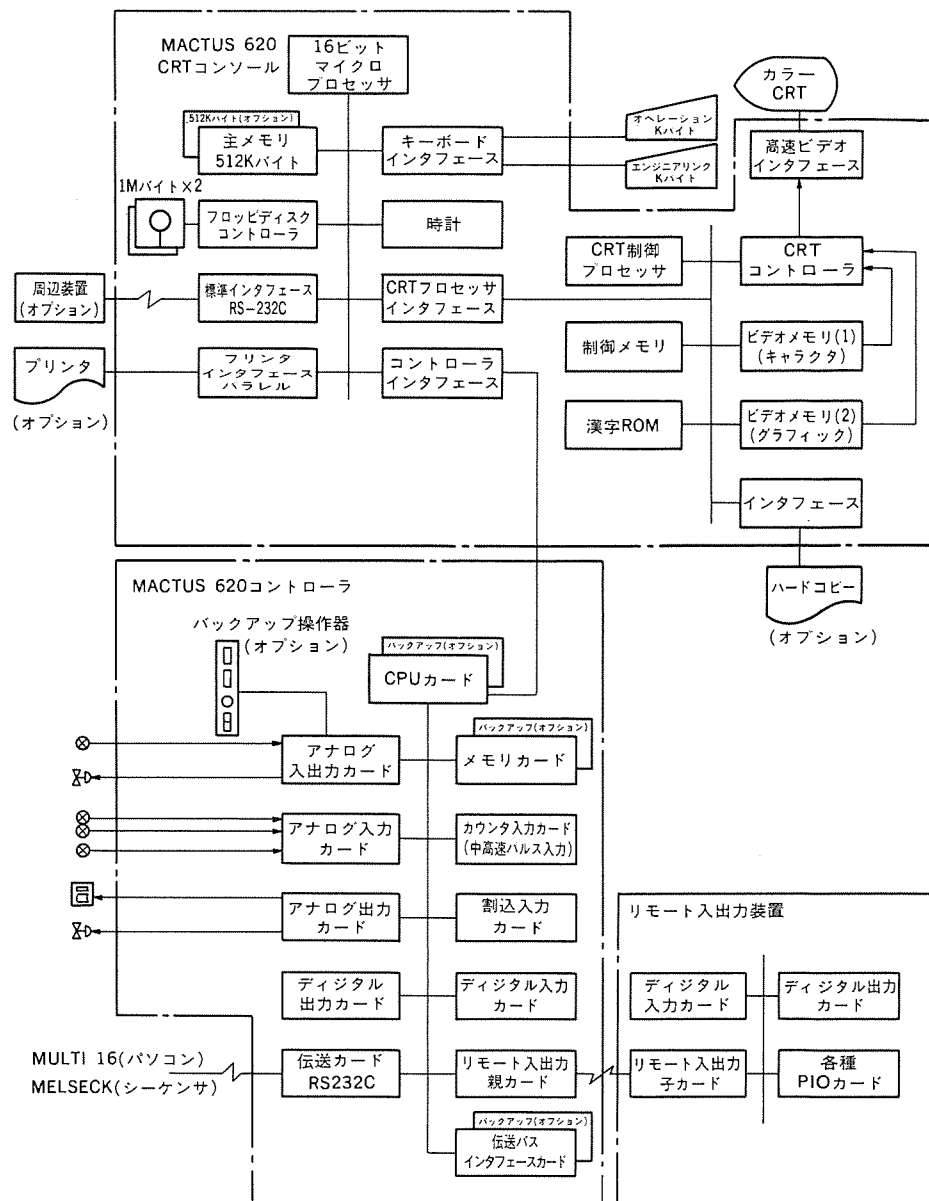 MACTUS 620
CRTコンソール
16ビット
マイクロ
プロセッサ
カラー
CRT
512Kバイト(オプション)
主メモリ
512Kバイト
キーボード
インタフェース
オペレーション
Kバイト
エンジニアリング
Kバイト
高速ビデオ
インタフェース
1Mバイト×2
フロッピディスク
コントローラ
時計
CRT制御
プロセッサ
CRT
コントローラ
周辺装置
(オプション)
標準インタフェース
RS-232C
CRTプロセッサ
インタフェース
制御メモリ
ビデオメモリ(1)
(キャラクタ)
プリンタ
(オプション)
プリンタ
インタフェース
パラレル
コントローラ
インタフェース
漢字ROM
ビデオメモリ(2)
(グラフィック)
インタフェース
ハードコピー
(オプション)
MACTUS 620コントローラ
バックアップ操作器
(オプション)
バックアップ(オプション)
CPUカード
アナログ
入出力カード
バックアップ(オプション)
メモリカード
アナログ入力
カード
カウンタ入力カード
(中高速パルス入力)
アナログ出力
カード
割込入力
カード
リモート入出力装置
ディジタル
出力カード
ディジタル入力
カード
ディジタル
入力カード
ディジタル出力
カード
MULTI 16(パソコン)
MELSECK(シーケンサ)
伝送カード
RS232C
リモート入出力
親カード
リモート入出力
子カード
各種
PIOカード
バックアップ(オプション)
伝送バス
インタフェースカード